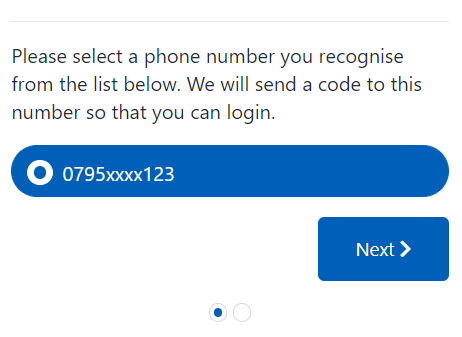 Please select a phone number you recognise
from the list below. We will send a code to this
number so that you can login.
0795xxxx123
Next